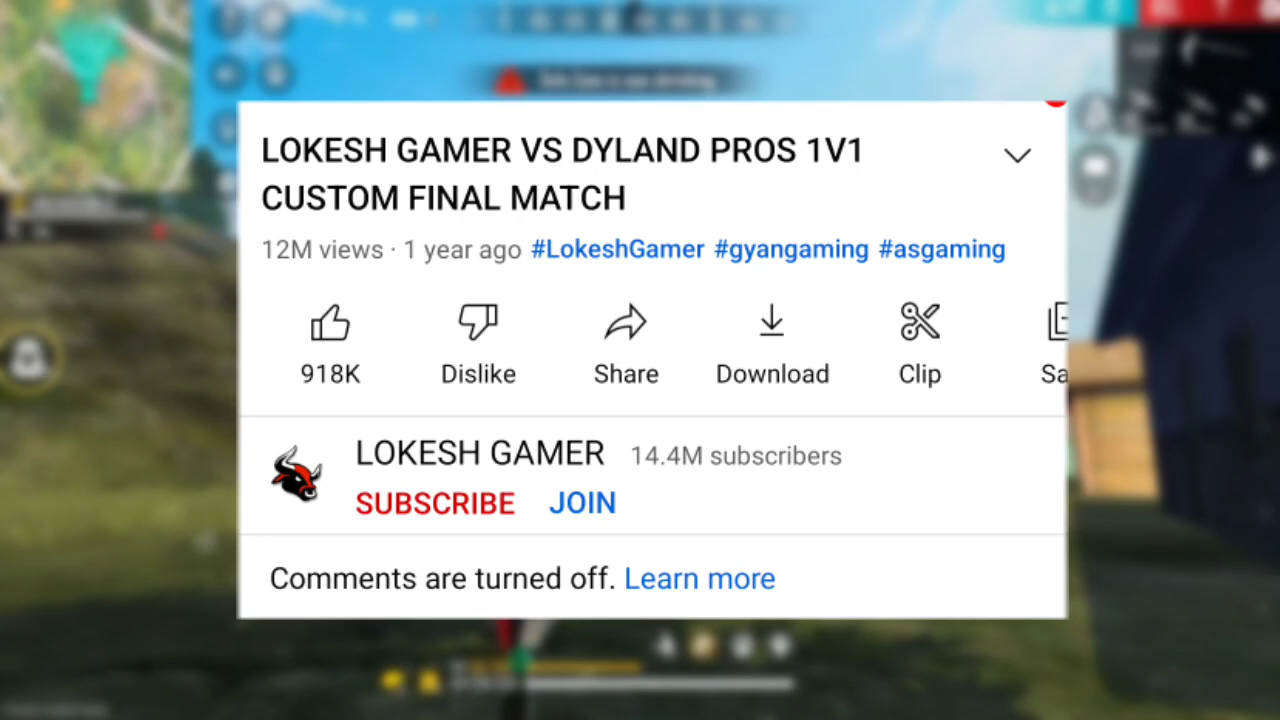 LOKESH GAMER VS DYLAND PROS 1V1
CUSTOM FINAL MATCH
12M views · 1 year ago #LokeshGamer #gyangaming #asgaming
918K Dislike Share Download Clip Sa
LOKESH GAMER 14.4M subscribers
SUBSCRIBE JOIN
Comments are turned off. Learn more